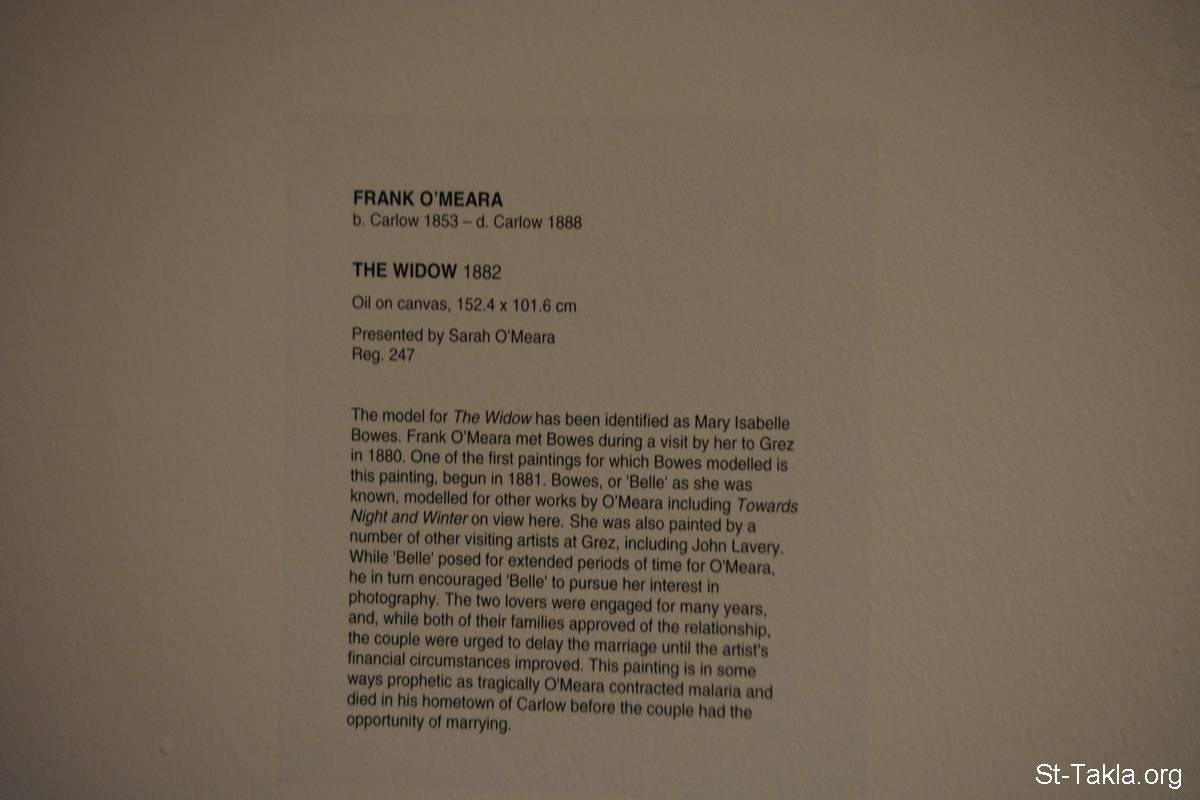 FRANK O'MEARA
b. Carlow 1853 – d. Carlow 1888
THE WIDOW 1882
Oil on canvas, 152.4 x 101.6 cm
Presented by Sarah O'Meara
Reg. 247
The model for The Widow has been identified as Mary Isabelle
Bowes. Frank O'Meara met Bowes during a visit by her to Grez
in 1880. One of the first paintings for which Bowes modelled is
this painting, begun in 1881. Bowes, or 'Belle' as she was
known, modelled for other works by O'Meara including Towards
Night and Winter on view here. She was also painted by a
number of other visiting artists at Grez, including John Lavery.
While 'Belle' posed for extended periods of time for O'Meara,
he in turn encouraged 'Belle' to pursue her interest in
photography. The two lovers were engaged for many years,
and, while both of their families approved of the relationship,
the couple were urged to delay the marriage until the artist's
financial circumstances improved. This painting is in some
ways prophetic as tragically O'Meara contracted malaria and
died in his hometown of Carlow before the couple had the
opportunity of marrying.
St-Takla.org